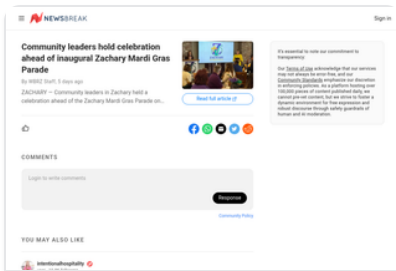 NEWSBREAK
Sign in
Community leaders hold celebration
ahead of inaugural Zachary Mardi Gras
Parade
By WBRZ Staff, 5 days ago
ZACHARY — Community leaders in Zachary held a
celebration ahead of the Zachary Mardi Gras Parade on...
Read full article
It's essential to note our commitment to
transparency:
Our Terms of Use acknowledge that our services
may not always be error-free, and our
Community Standards emphasize our discretion
in enforcing policies. As a platform hosting over
100,000 pieces of content published daily, we
cannot pre-vet content, but we strive to foster a
dynamic environment for free expression and
robust discourse through safety guardrails of
human and AI moderation.
COMMENTS
Login to write comments
Response
Community Policy
YOU MAY ALSO LIKE
intentionalhospitality